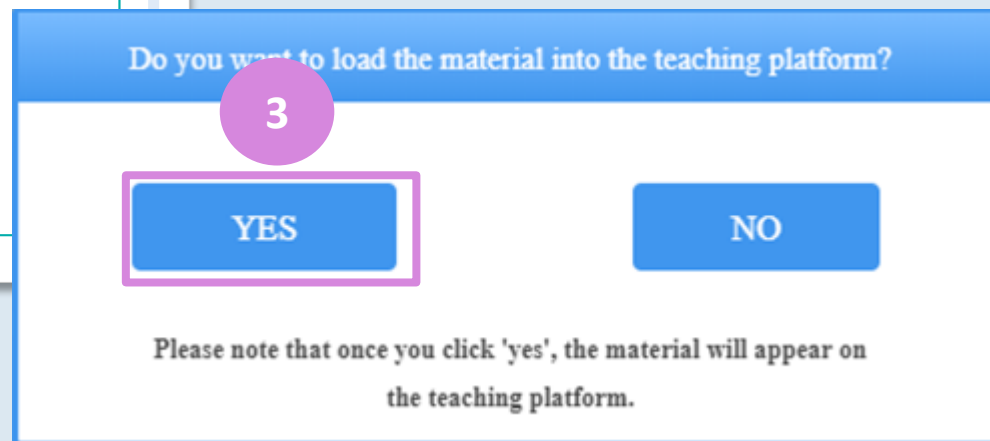 Do you want to load the material into the teaching platform?
3
YES
NO
Please note that once you click 'yes', the material will appear on
the teaching platform.